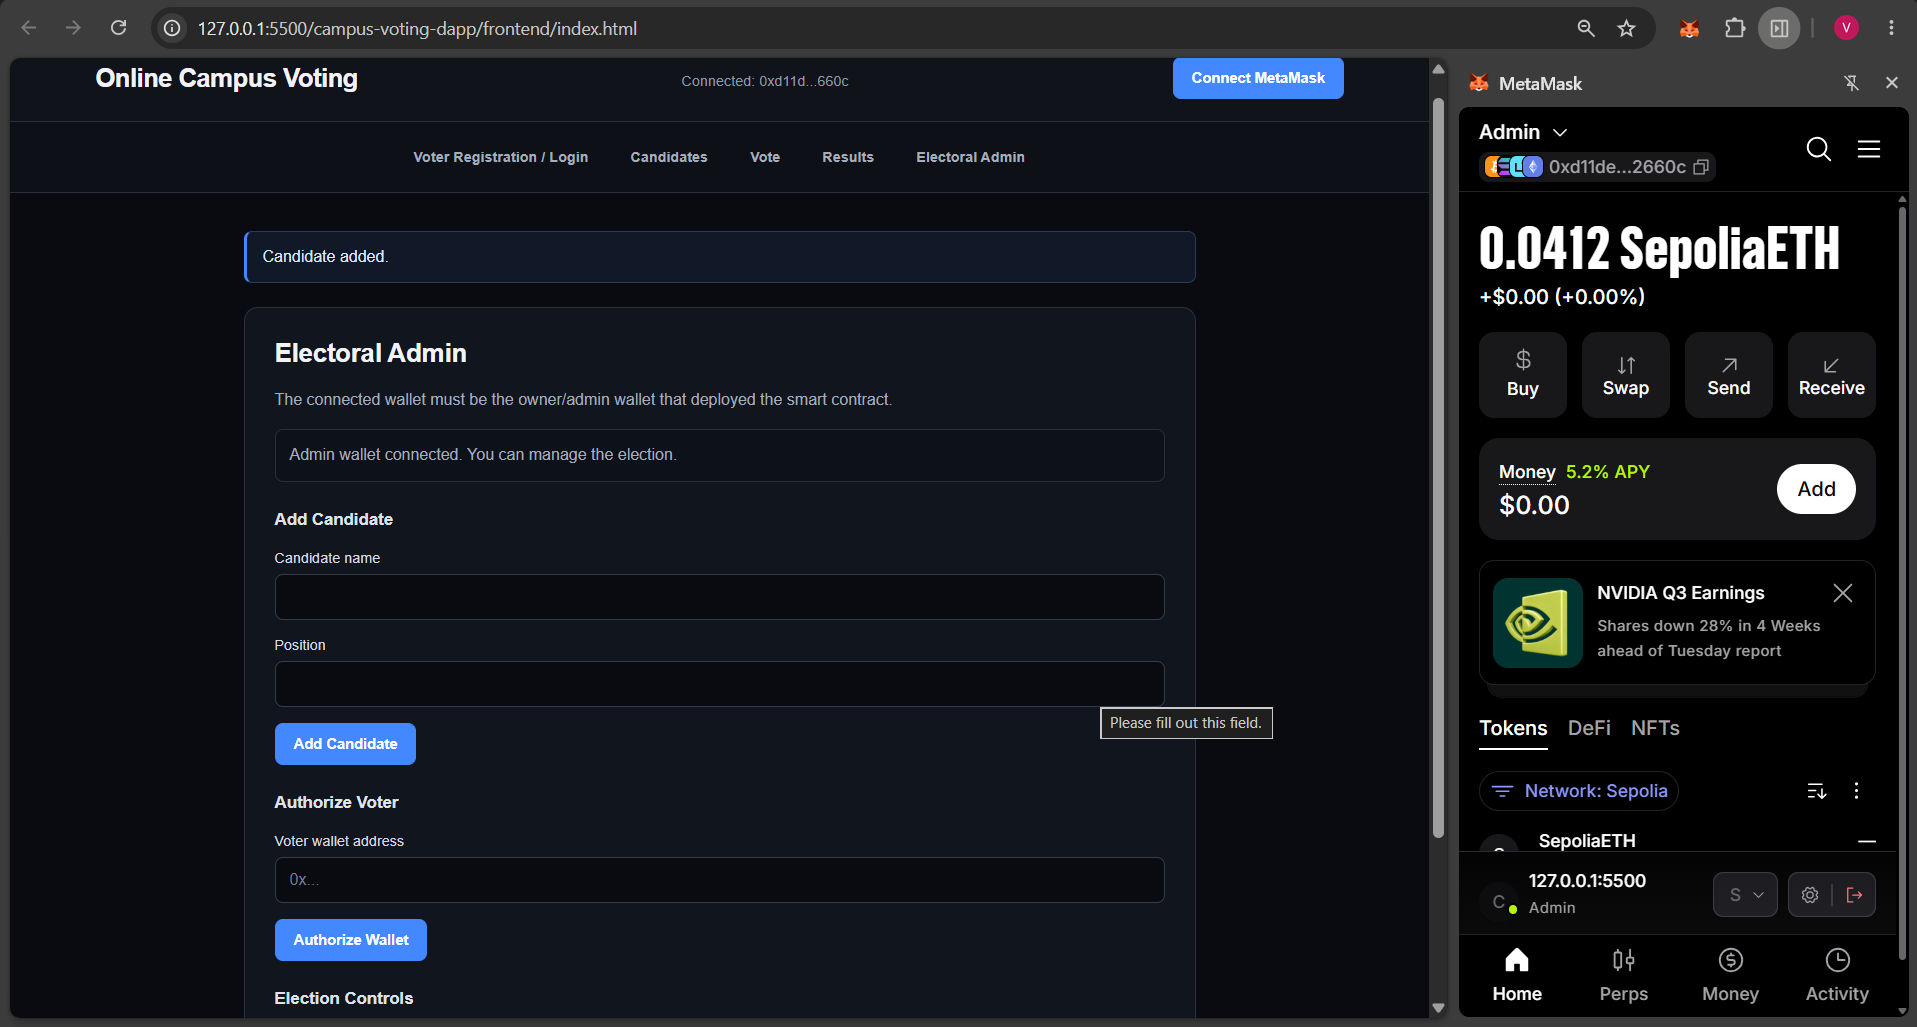 127.0.0.1:5500/campus-voting-dapp/frontend/index.html
V
Online Campus Voting
Connected: 0xd11d...660c
Connect MetaMask
Voter Registration / Login
Candidates
Vote
Results
Electoral Admin
Candidate added.
Electoral Admin
The connected wallet must be the owner/admin wallet that deployed the smart contract.
Admin wallet connected. You can manage the election.
Add Candidate
Candidate name
Position
Please fill out this field.
Add Candidate
Authorize Voter
Voter wallet address
0x...
Authorize Wallet
Election Controls
MetaMask
Admin
0xd11de...2660c
0.0412 SepoliaETH
+$0.00 (+0.00%)
Buy
Swap
Send
Receive
Money 5.2% APY
$0.00
Add
NVIDIA Q3 Earnings
Shares down 28% in 4 Weeks
ahead of Tuesday report
Tokens
DeFi
NFTs
Network: Sepolia
SepoliaETH
C
127.0.0.1:5500
Admin
S
Home
Perps
Money
Activity